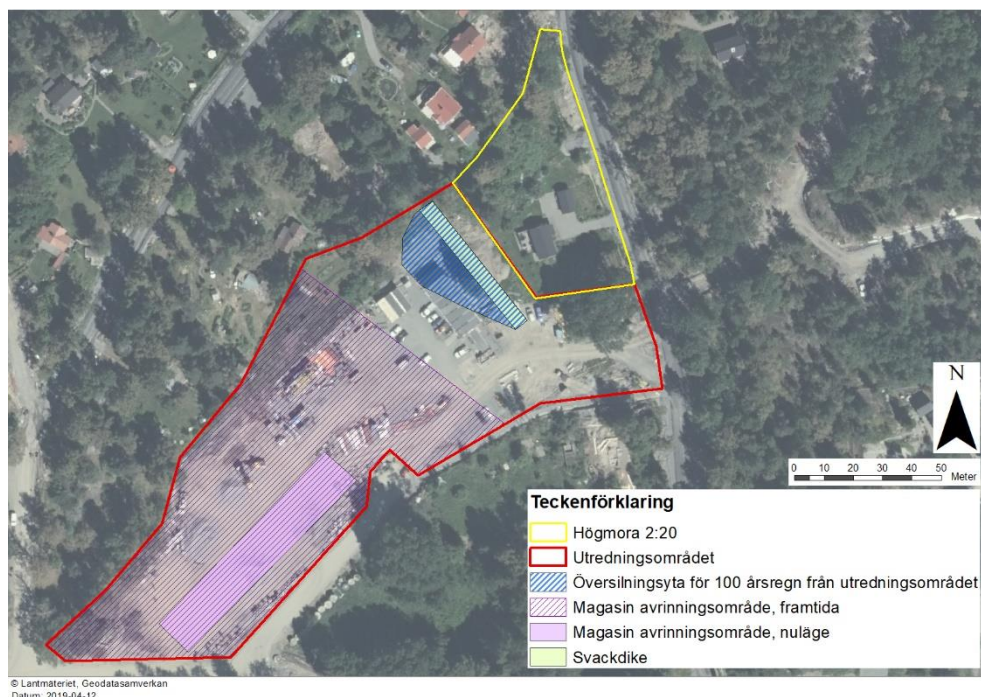 N
0 10 20 30 40 50
Meter
Teckenförklaring
Högmora 2:20
Utredningsområdet
Översilningsyta för 100 årsregn från utredningsområdet
Magasin avrinningsområde, framtida
Magasin avrinningsområde, nuläge
Svackdike
© Lantmäteriet, Geodatasamverkan
Datum: 2019-04-12